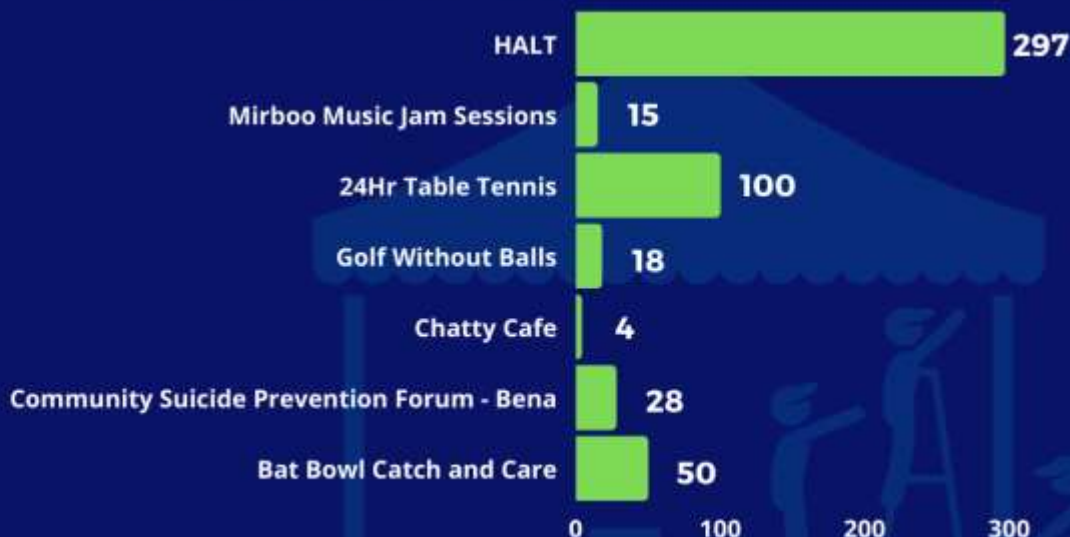 HALT 297
Mirboo Music Jam Sessions 15
24Hr Table Tennis 100
Golf Without Balls 18
Chatty Cafe 4
Community Suicide Prevention Forum - Bena 28
Bat Bowl Catch and Care 50
0 100 200 300